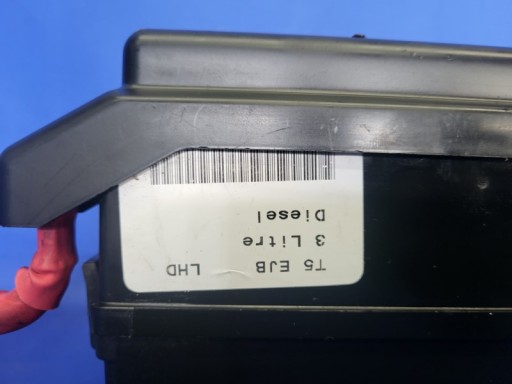 T5 EJB LHD
3 Litre
Diesel